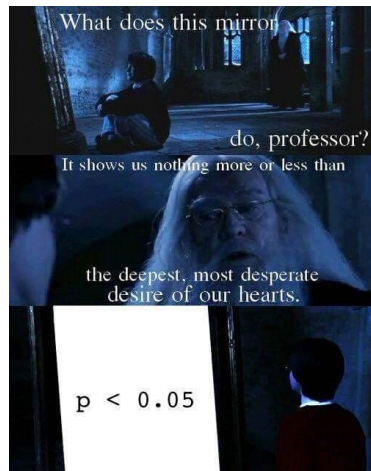 What does this mirror
do, professor?
It shows us nothing more or less than
the deepest, most desperate
desire of our hearts.
p < 0.05